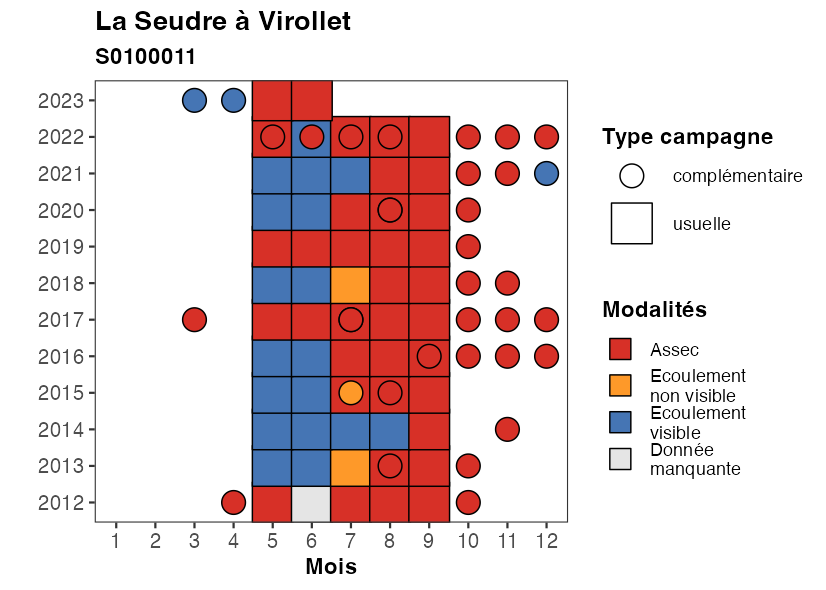 La Seudre à Virollet
S0100011
2023
2022
2021
2020
2019
2018
2017
2016
2015
2014
2013
2012
1 2 3 4 5 6 7 8 9 10 11 12
Mois
Type campagne
complémentaire
usuelle
Modalités
Assec
Ecoulement
non visible
Ecoulement
visible
Donnée
manquante